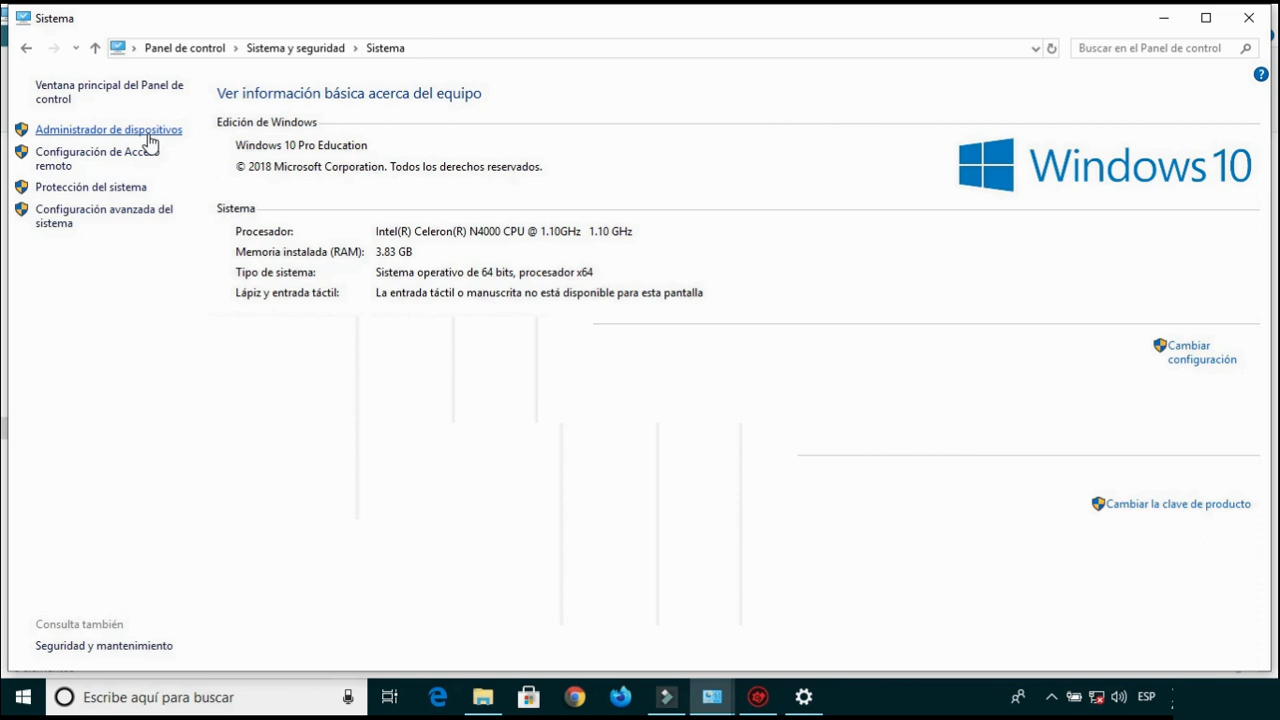 Sistema
Panel de control > Sistema y seguridad > Sistema
Buscar en el Panel de control
Ventana principal del Panel de
control
Administrador de dispositivos
Configuración de Acceso
remoto
Protección del sistema
Configuración avanzada del
sistema
Ver información básica acerca del equipo
Edición de Windows
Windows 10 Pro Education
© 2018 Microsoft Corporation. Todos los derechos reservados.
Windows 10
Sistema
Procesador: Intel(R) Celeron(R) N4000 CPU @ 1.10GHz 1.10 GHz
Memoria instalada (RAM): 3.83 GB
Tipo de sistema: Sistema operativo de 64 bits, procesador x64
Lápiz y entrada táctil: La entrada táctil o manuscrita no está disponible para esta pantalla
Cambiar
configuración
Cambiar la clave de producto
Consulta también
Seguridad y mantenimiento
Escribe aquí para buscar
ESP